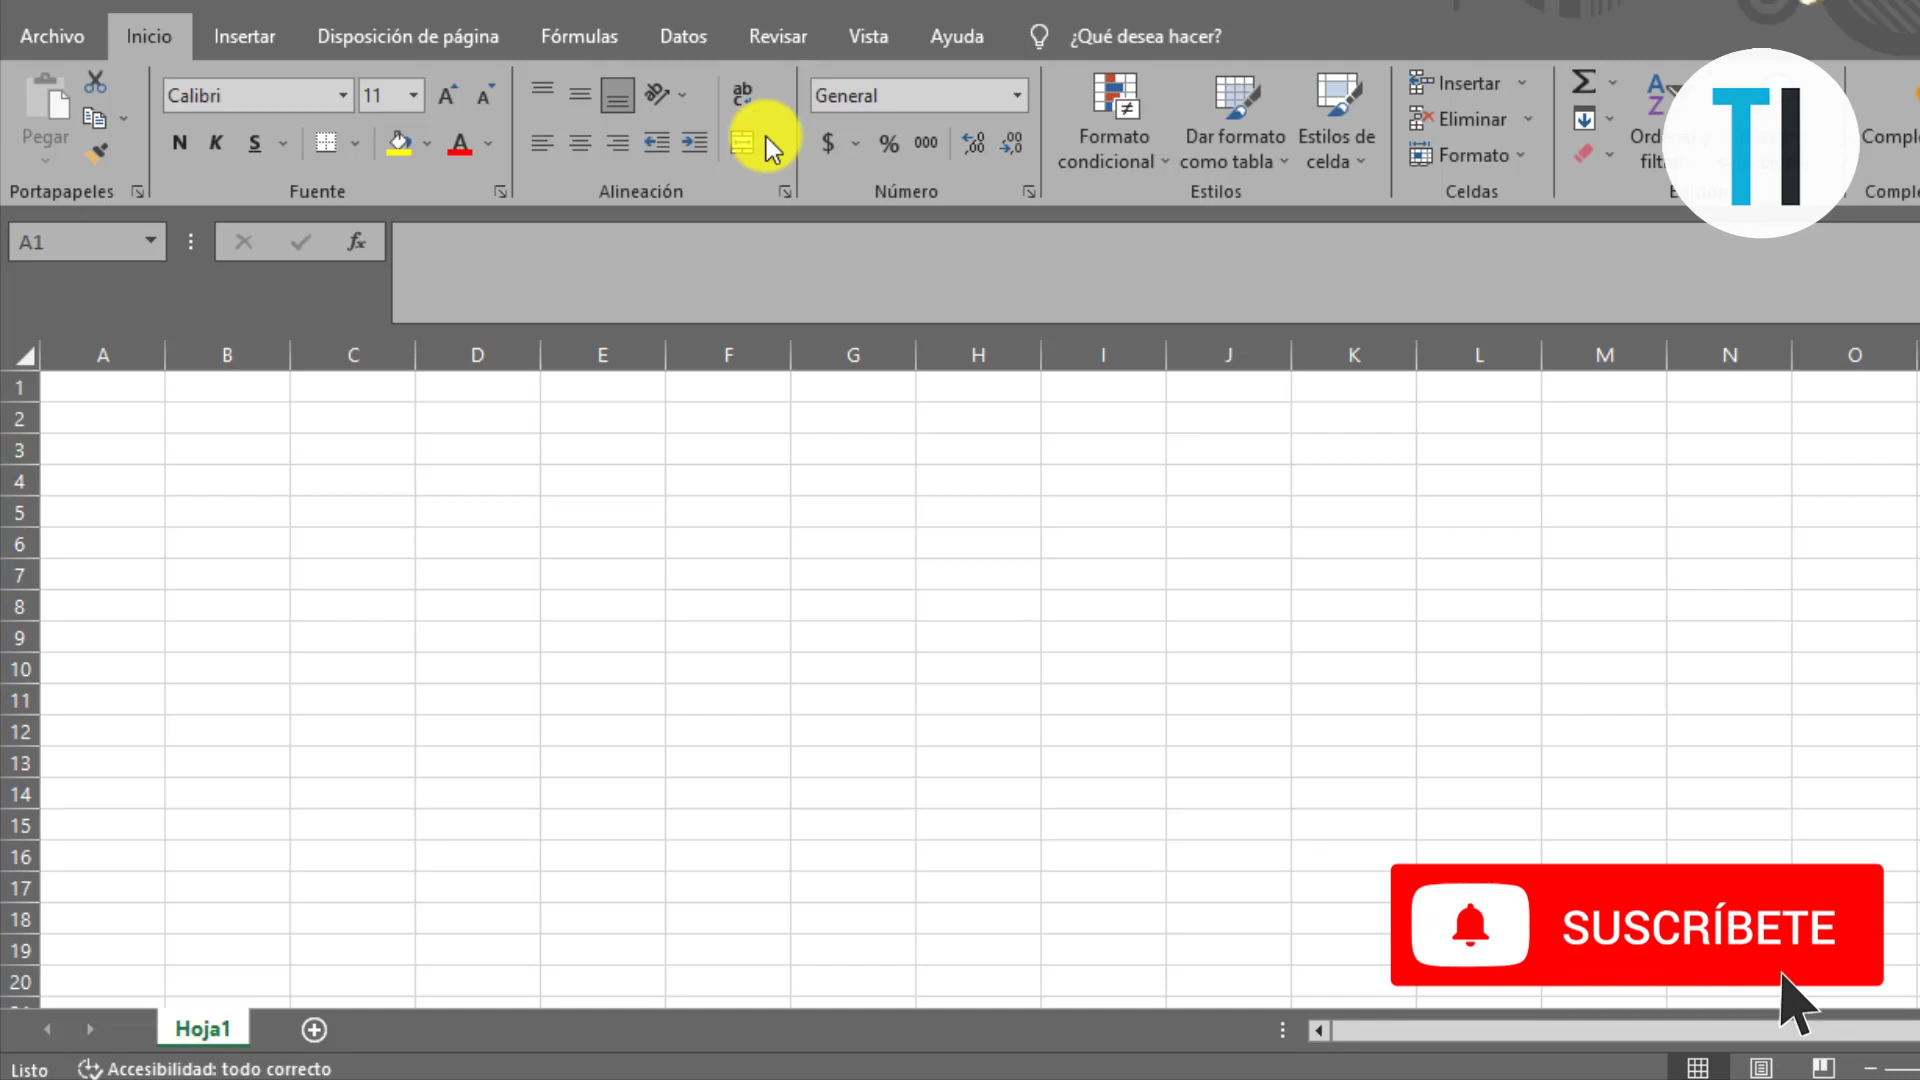 Archivo Inicio Insertar Disposición de página Fórmulas Datos Revisar Vista Ayuda ¿Qué desea hacer?
Pegar
Portapapeles
Calibri 11
N K S
Fuente
ab
c
Alineación
General
$ % 000
Número
Formato
condicional
Dar formato
como tabla
Estilos de
celda
Estilos
Insertar
Eliminar
Formato
Celdas
TI
A1
fx
A B C D E F G H I J K L M N O
1
2
3
4
5
6
7
8
9
10
11
12
13
14
15
16
17
18
19
20
SUSCRÍBETE
Hoja1
Listo Accesibilidad: todo correcto